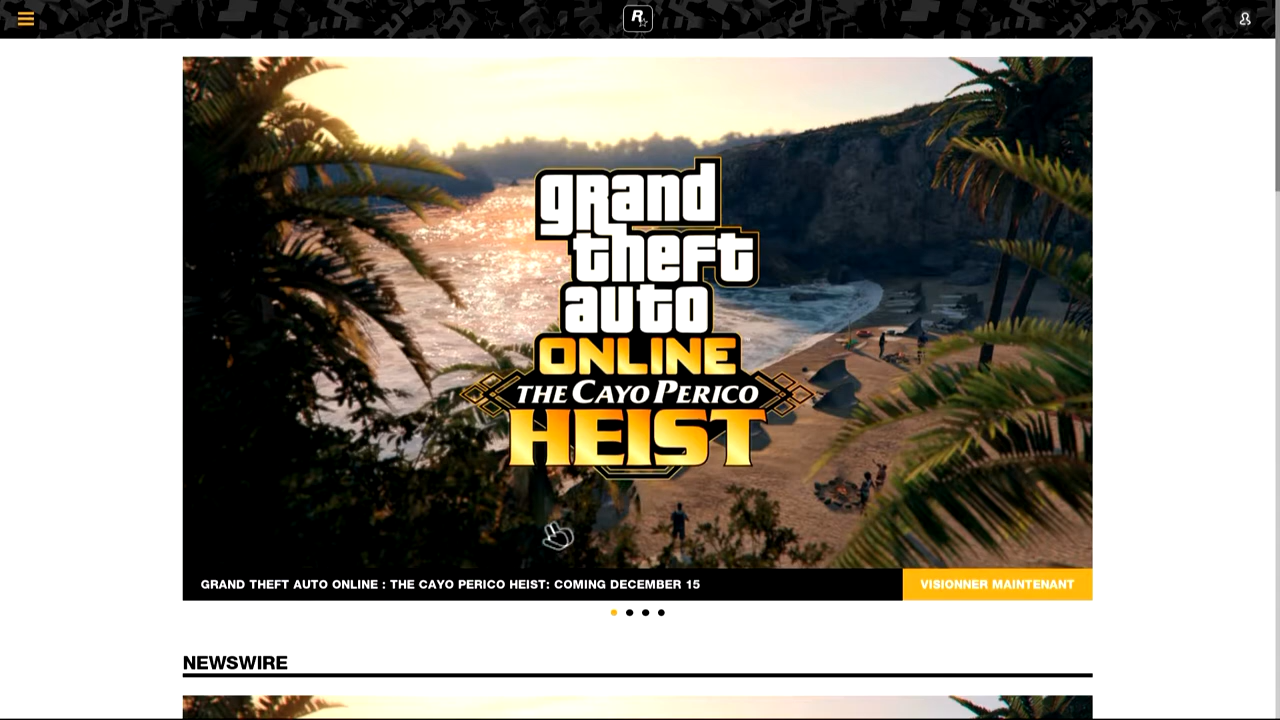 R
grand
theft
auto
ONLINE
THE CAYO PERICO
HEIST
GRAND THEFT AUTO ONLINE : THE CAYO PERICO HEIST: COMING DECEMBER 15
VISIONNER MAINTENANT
NEWSWIRE